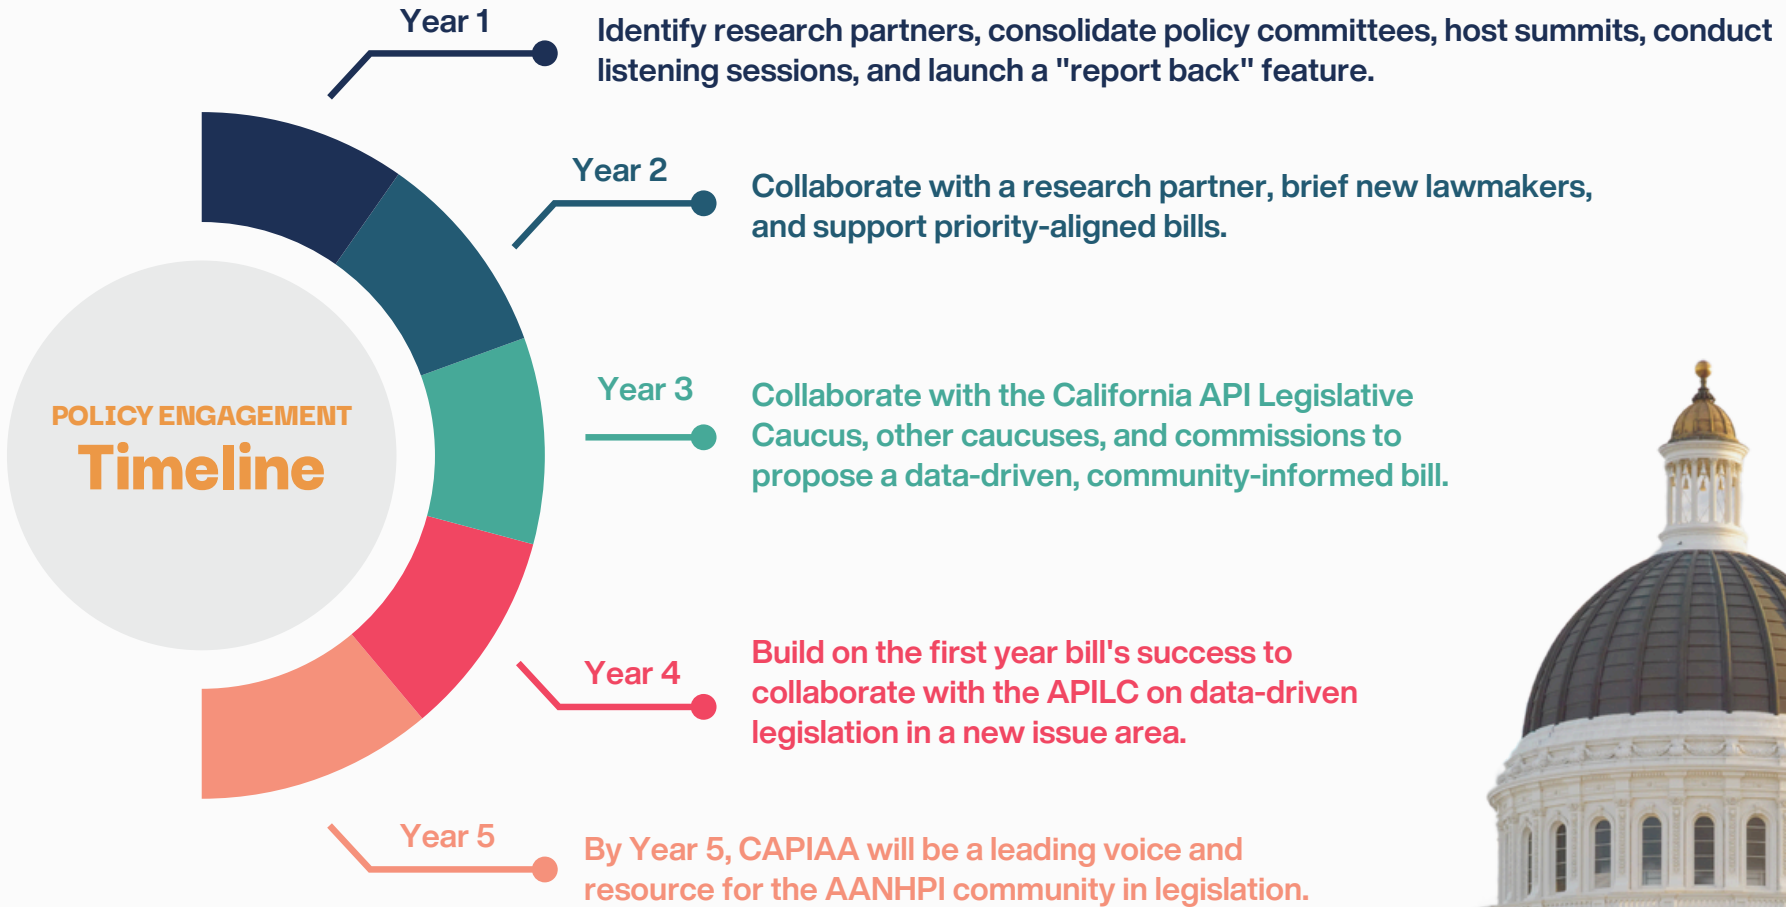 Year 1
Identify research partners, consolidate policy committees, host summits, conduct
listening sessions, and launch a "report back" feature.
Year 2
Collaborate with a research partner, brief new lawmakers,
and support priority-aligned bills.
POLICY ENGAGEMENT
Timeline
Year 3
Collaborate with the California API Legislative
Caucus, other caucuses, and commissions to
propose a data-driven, community-informed bill.
Year 4
Build on the first year bill's success to
collaborate with the APILC on data-driven
legislation in a new issue area.
Year 5
By Year 5, CAPIAA will be a leading voice and
resource for the AANHPI community in legislation.